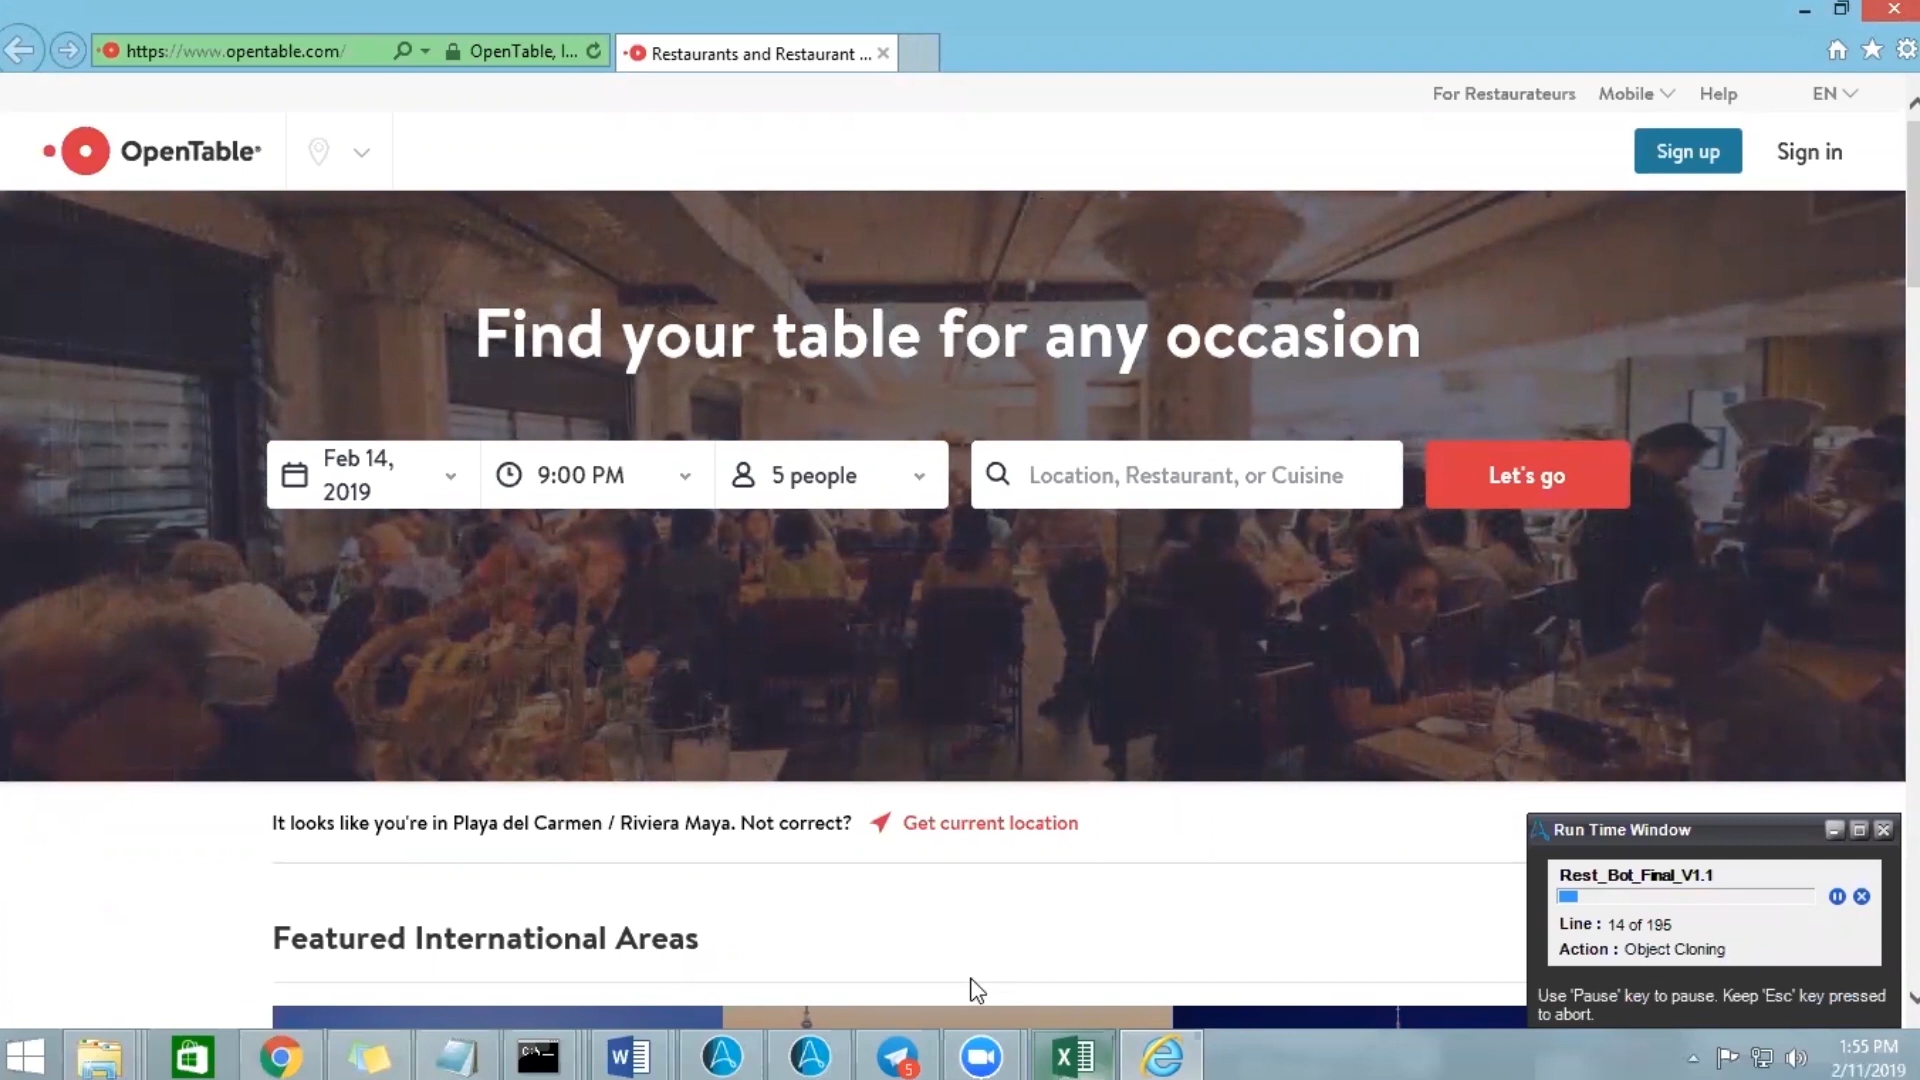 https://www.opentable.com/
OpenTable, I...
Restaurants and Restaurant ...
For Restaurateurs
Mobile
Help
EN
OpenTable
Sign up
Sign in
Find your table for any occasion
Feb 14,
2019
9:00 PM
5 people
Location, Restaurant, or Cuisine
Let's go
It looks like you're in Playa del Carmen / Riviera Maya. Not correct?
Get current location
Featured International Areas
Run Time Window
Rest_Bot_Final_V1.1
Line : 14 of 195
Action : Object Cloning
Use 'Pause' key to pause. Keep 'Esc' key pressed
to abort.
C:\_
W
5
X
1:55 PM
2/11/2019